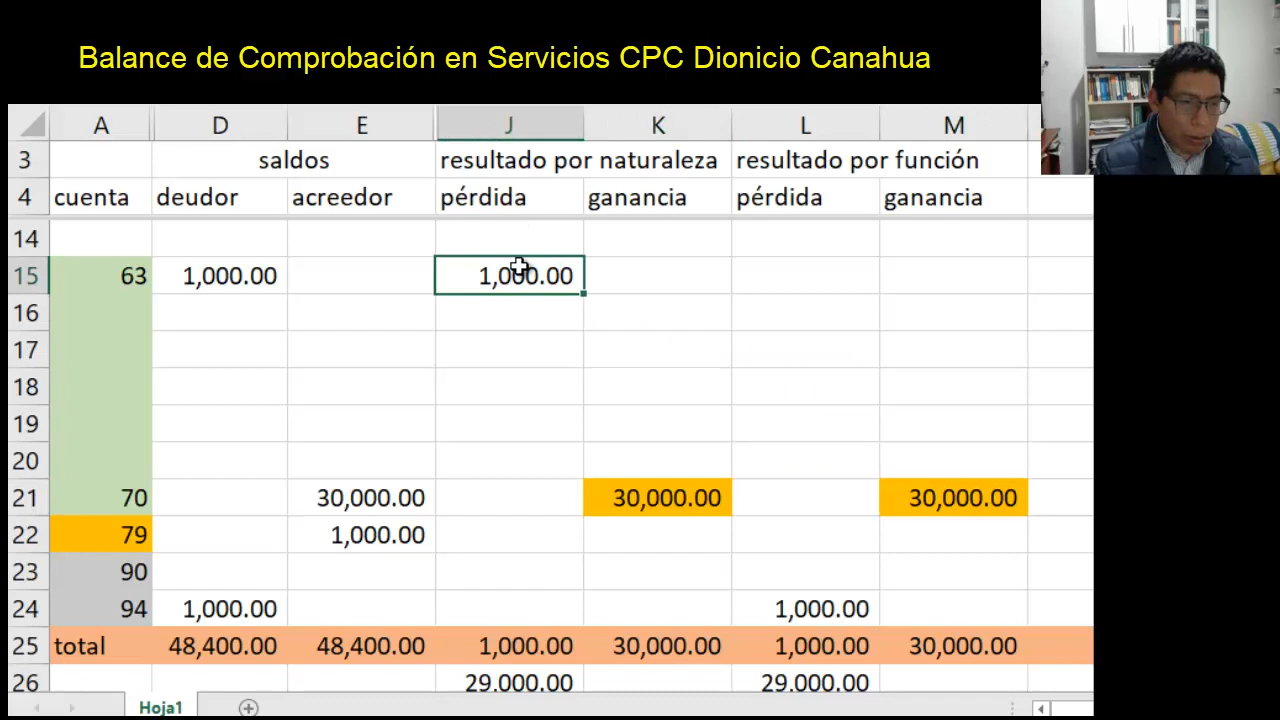 Balance de Comprobación en Servicios CPC Dionicio Canahua
A D E J K L M
3 saldos resultado por naturaleza resultado por función
4 cuenta deudor acreedor pérdida ganancia pérdida ganancia
14
15 63 1,000.00 1,000.00
16
17
18
19
20
21 70 30,000.00 30,000.00 30,000.00
22 79 1,000.00
23 90
24 94 1,000.00 1,000.00
25 total 48,400.00 48,400.00 1,000.00 30,000.00 1,000.00 30,000.00
26 29,000.00 29,000.00
Hoja1